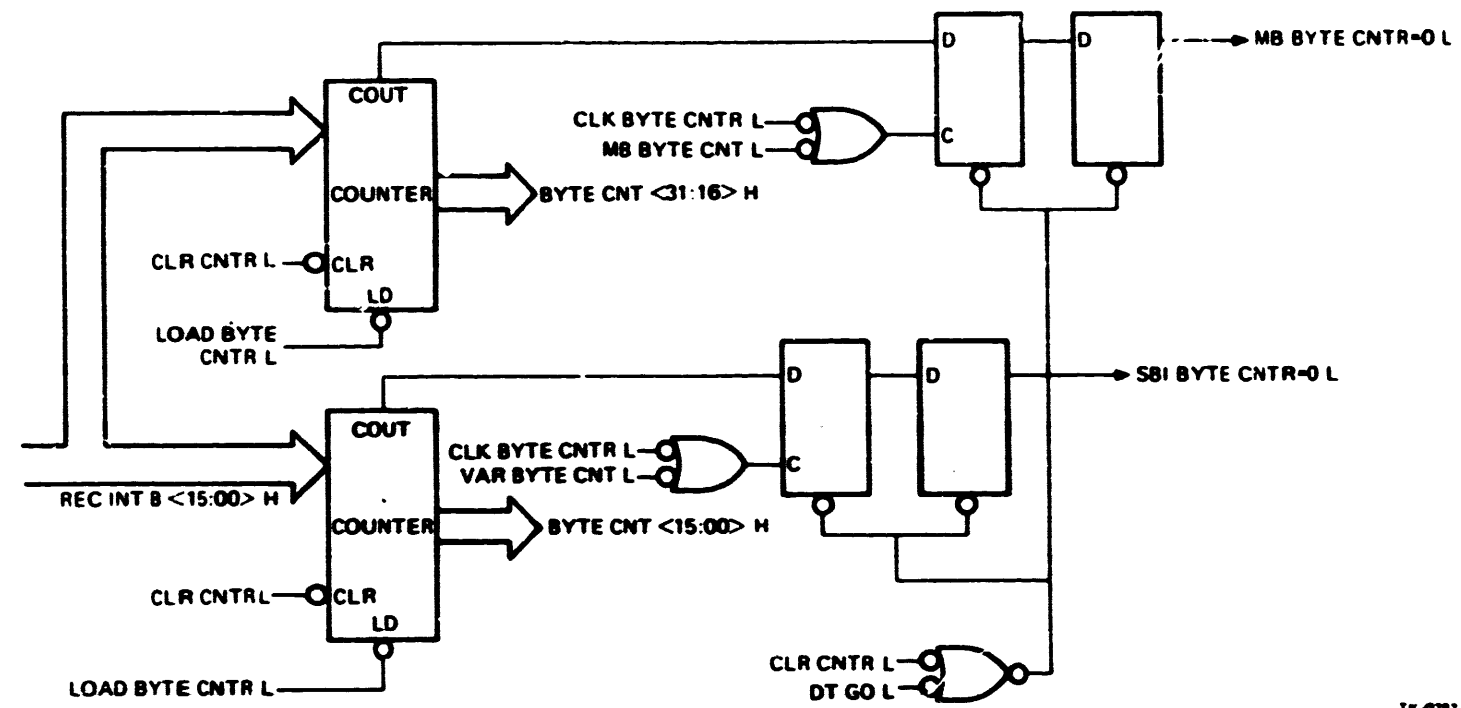 COUT
D
D
MB BYTE CNTR=0 L
CLK BYTE CNTR L
MB BYTE CNT L
C
COUNTER
BYTE CNT <31:16> H
CLR CNTR L
CLR
LD
LOAD BYTE
CNTR L
D
D
SBI BYTE CNTR=0 L
COUT
CLK BYTE CNTR L
VAR BYTE CNT L
C
REC INT B <15:00> H
COUNTER
BYTE CNT <15:00> H
CLR CNTR L
CLR
LD
CLR CNTR L
DT GO L
LOAD BYTE CNTR L